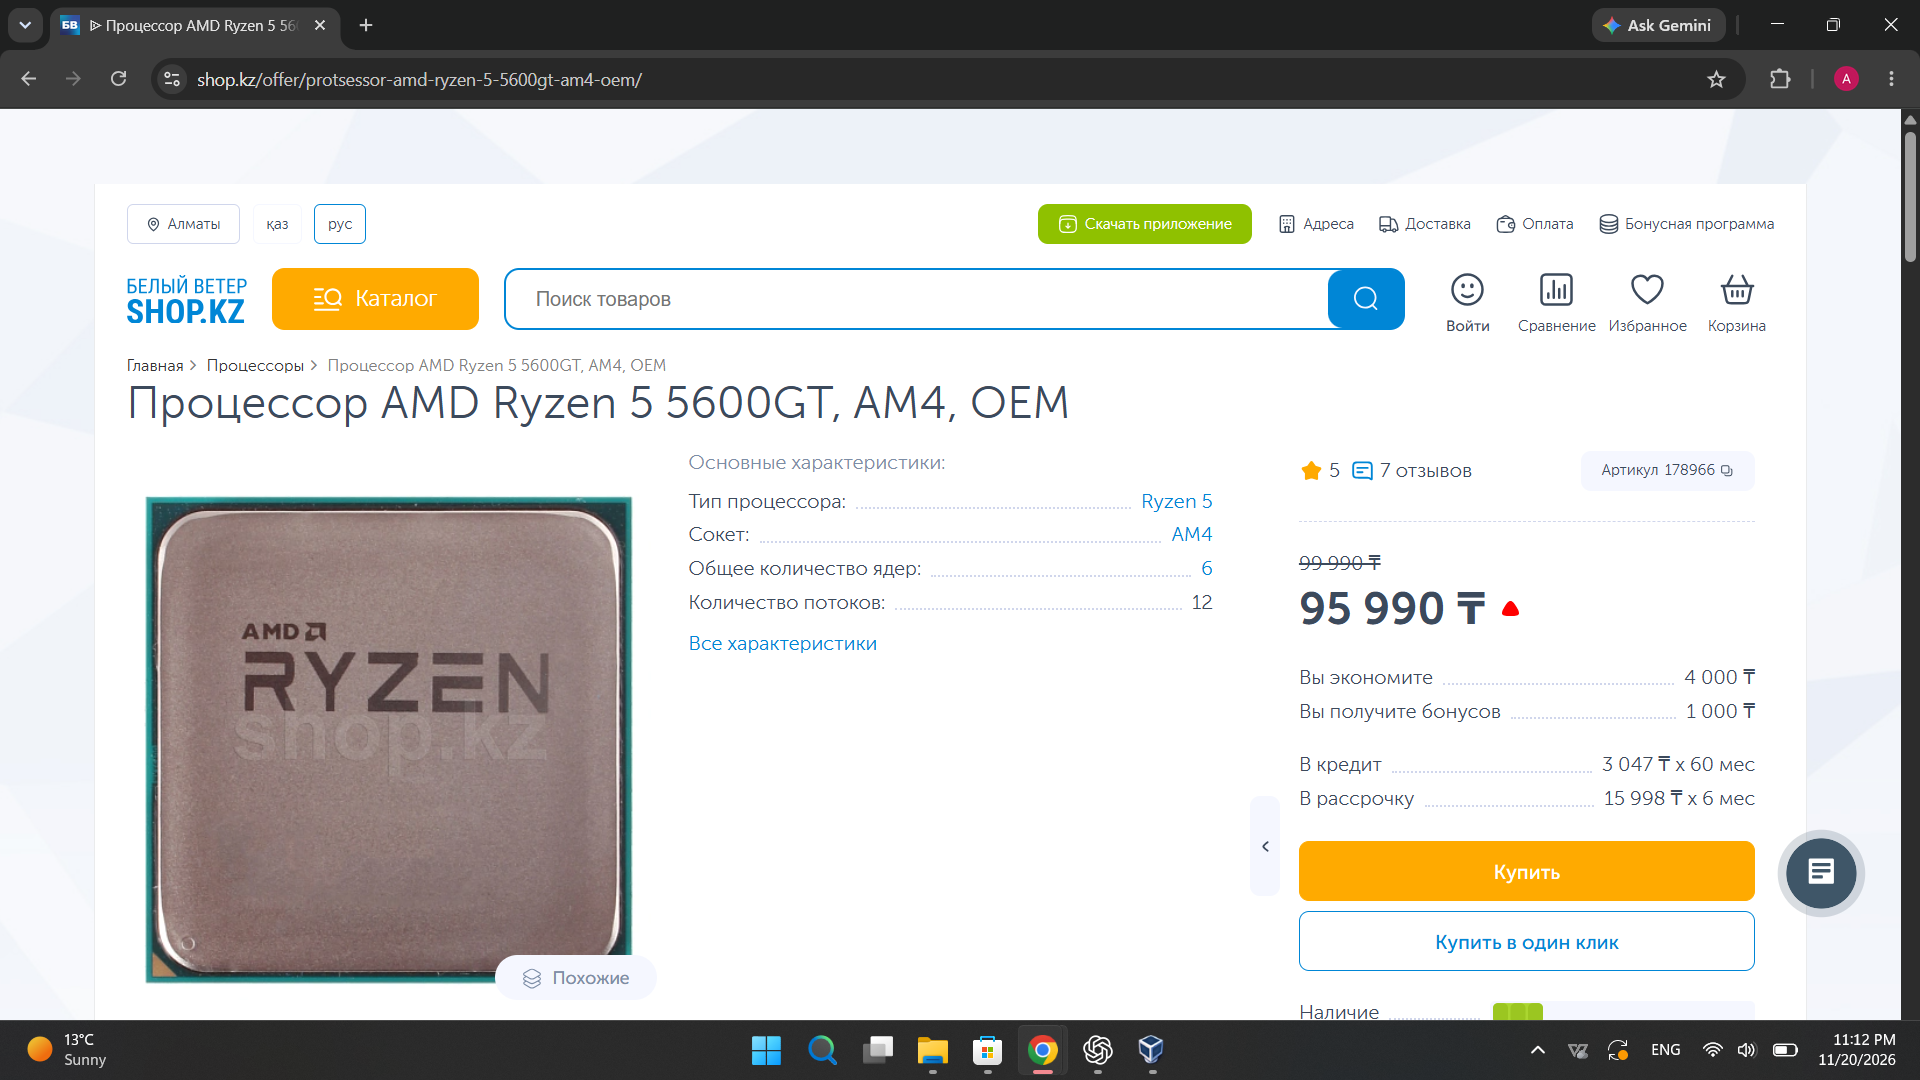 Процессор AMD Ryzen 5 56
Ask Gemini
shop.kz/offer/protsessor-amd-ryzen-5-5600gt-am4-oem/
A
Алматы
қаз
рус
Скачать приложение
Адреса
Доставка
Оплата
Бонусная программа
БЕЛЫЙ ВЕТЕР
SHOP.KZ
Каталог
Поиск товаров
Войти
Сравнение
Избранное
Корзина
Главная > Процессоры > Процессор AMD Ryzen 5 5600GT, AM4, OEM
Процессор AMD Ryzen 5 5600GT, AM4, OEM
AMD
RYZEN
shop.kz
Похожие
Основные характеристики:
Тип процессора: Ryzen 5
Сокет: AM4
Общее количество ядер: 6
Количество потоков: 12
Все характеристики
5 7 отзывов
Артикул 178966
99 990 ₸
95 990 ₸
Вы экономите 4 000 ₸
Вы получите бонусов 1 000 ₸
В кредит 3 047 ₸ x 60 мес
В рассрочку 15 998 ₸ x 6 мес
Купить
Купить в один клик
Наличие
13°C
Sunny
ENG
11:12 PM
11/20/2026